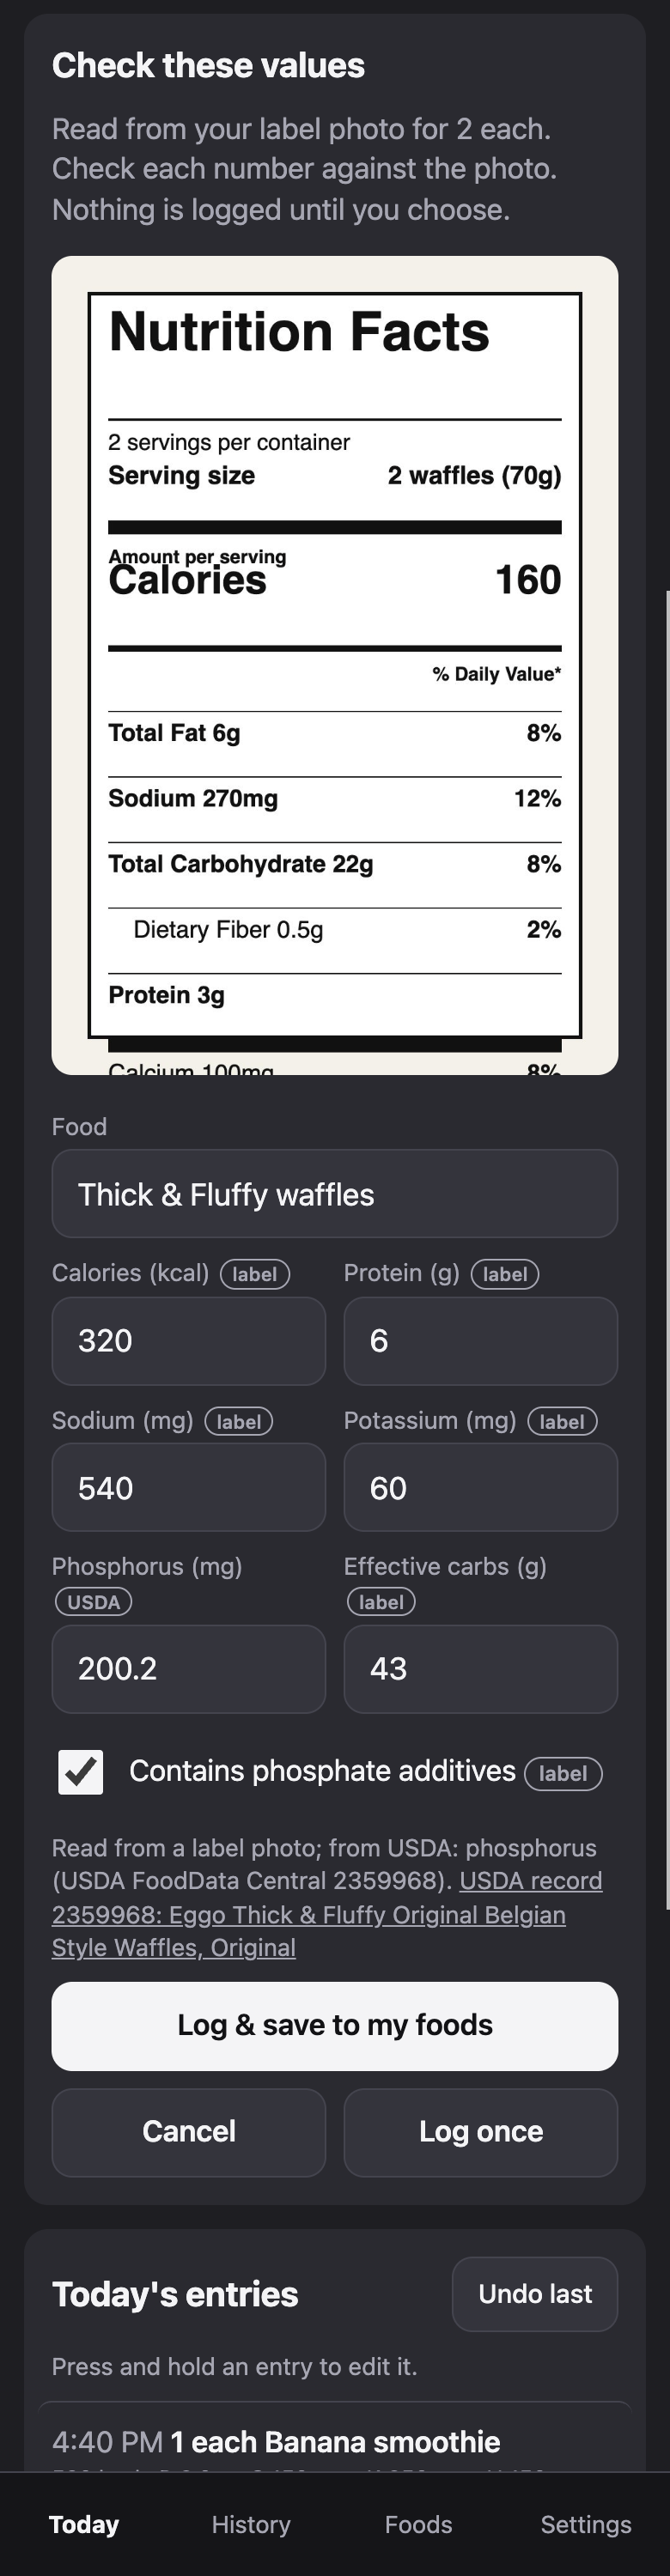 Check these values
Read from your label photo for 2 each.
Check each number against the photo.
Nothing is logged until you choose.
Nutrition Facts
2 servings per container
Serving size 2 waffles (70g)
Amount per serving
Calories 160
% Daily Value*
Total Fat 6g 8%
Sodium 270mg 12%
Total Carbohydrate 22g 8%
Dietary Fiber 0.5g 2%
Protein 3g
Calcium 100mg 8%
Food
Thick & Fluffy waffles
Calories (kcal) label Protein (g) label
320 6
Sodium (mg) label Potassium (mg) label
540 60
Phosphorus (mg) Effective carbs (g)
USDA label
200.2 43
Contains phosphate additives label
Read from a label photo; from USDA: phosphorus
(USDA FoodData Central 2359968). USDA record
2359968: Eggo Thick & Fluffy Original Belgian
Style Waffles, Original
Log & save to my foods
Cancel Log once
Today's entries Undo last
Press and hold an entry to edit it.
4:40 PM 1 each Banana smoothie
Today History Foods Settings